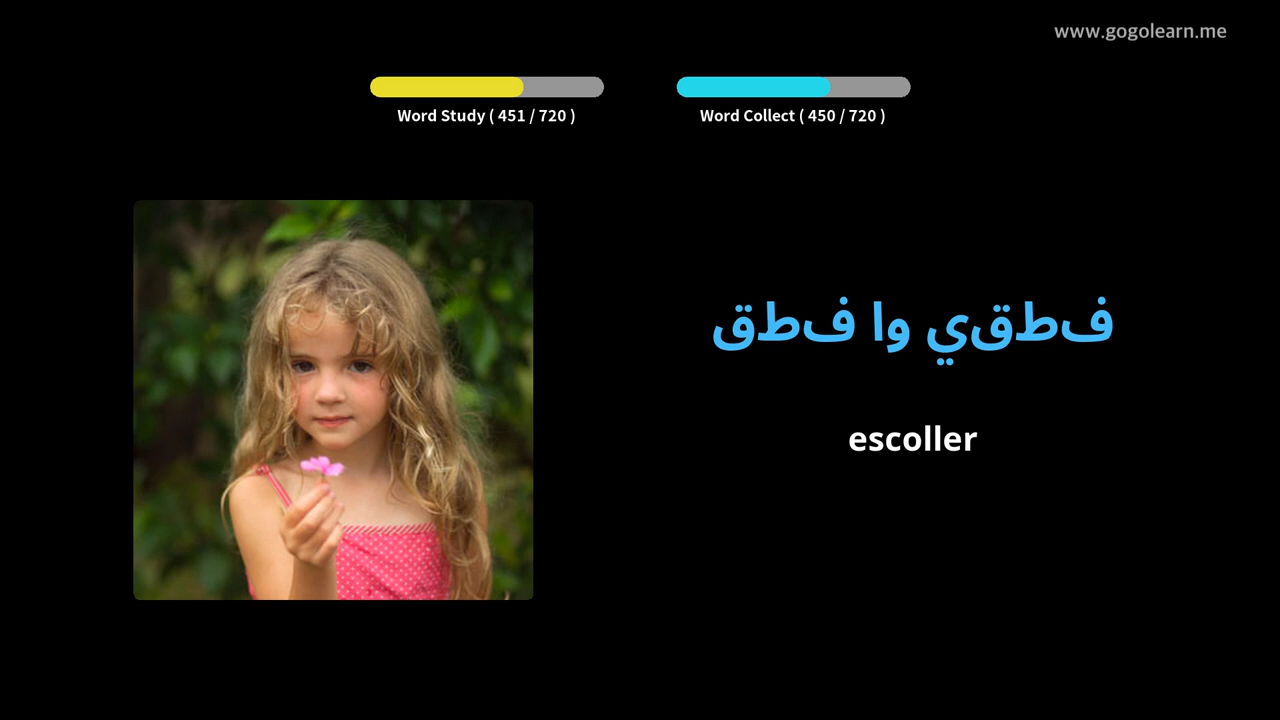 www.gogolearn.me
Word Study ( 451 / 720 )
Word Collect ( 450 / 720 )
فطقي وا فطق
escoller